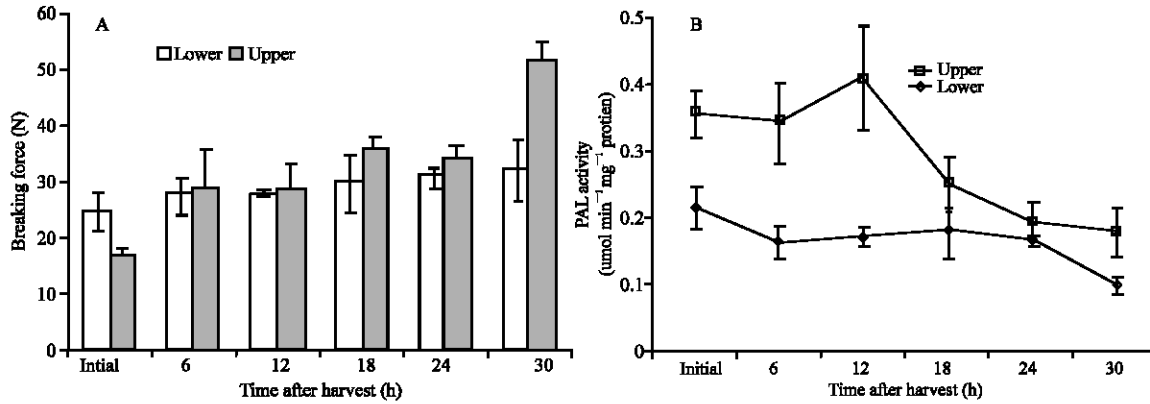 A
Lower Upper
Breaking force (N)
60
50
40
30
20
10
0
Intial 6 12 18 24 30
Time after harvest (h)
B
Upper
Lower
PAL activity
(umol min⁻¹ mg⁻¹ protien)
0.5
0.4
0.3
0.2
0.1
0
Initial 6 12 18 24 30
Time after harvest (h)